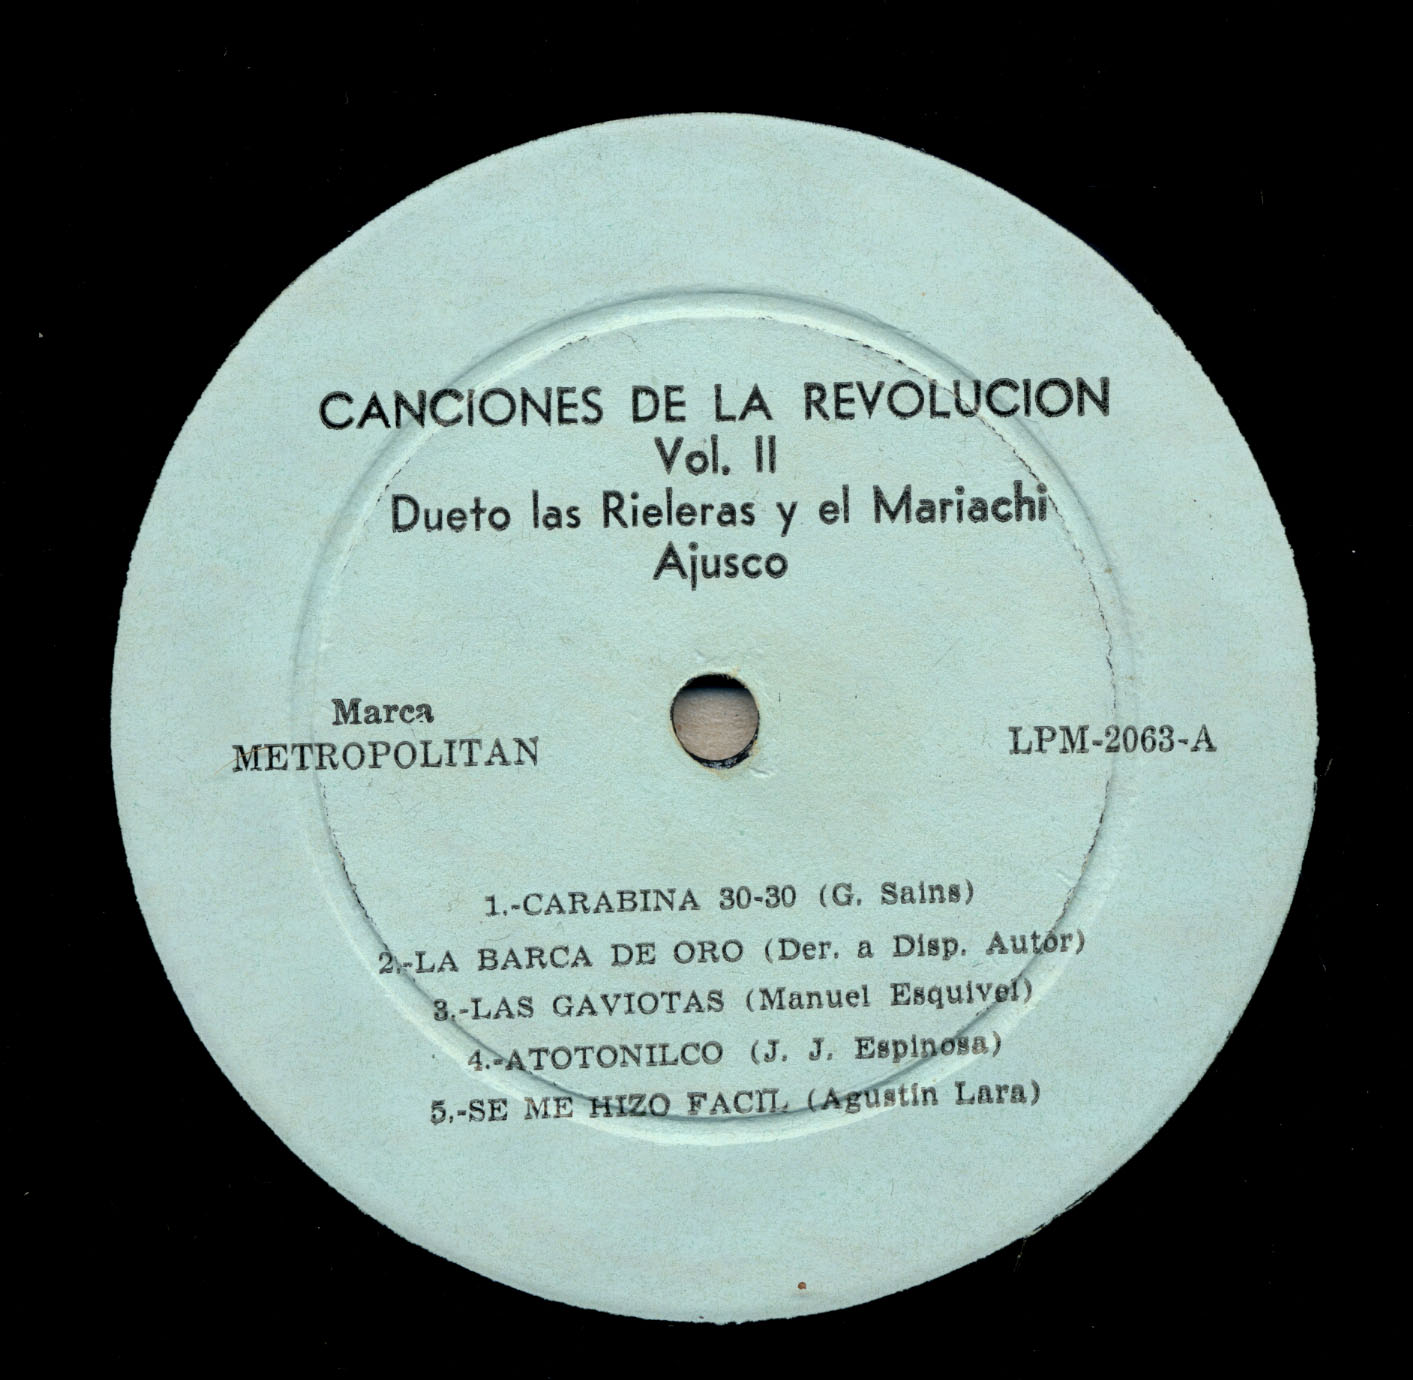 CANCIONES DE LA REVOLUCION
Vol. II
Dueto las Rieleras y el Mariachi
Ajusco
Marca
METROPOLITAN
LPM-2063-A
1.-CARABINA 30-30 (G. Sains)
2.-LA BARCA DE ORO (Der. a Disp. Autor)
3.-LAS GAVIOTAS (Manuel Esquivel)
4.-ATOTONILCO (J. J. Espinosa)
5.-SE ME HIZO FACIL (Agustín Lara)